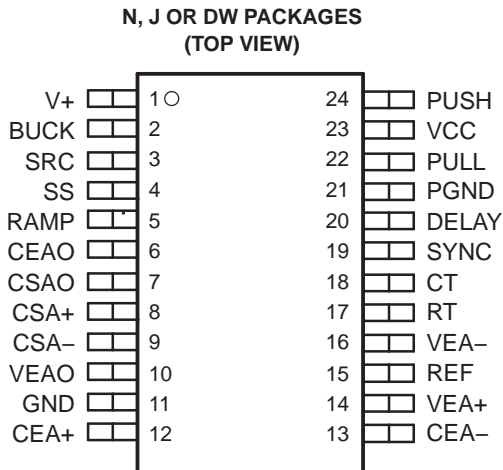 N, J OR DW PACKAGES
(TOP VIEW)
V+ 1 24 PUSH
BUCK 2 23 VCC
SRC 3 22 PULL
SS 4 21 PGND
RAMP 5 20 DELAY
CEAO 6 19 SYNC
CSAO 7 18 CT
CSA+ 8 17 RT
CSA− 9 16 VEA−
VEAO 10 15 REF
GND 11 14 VEA+
CEA+ 12 13 CEA−